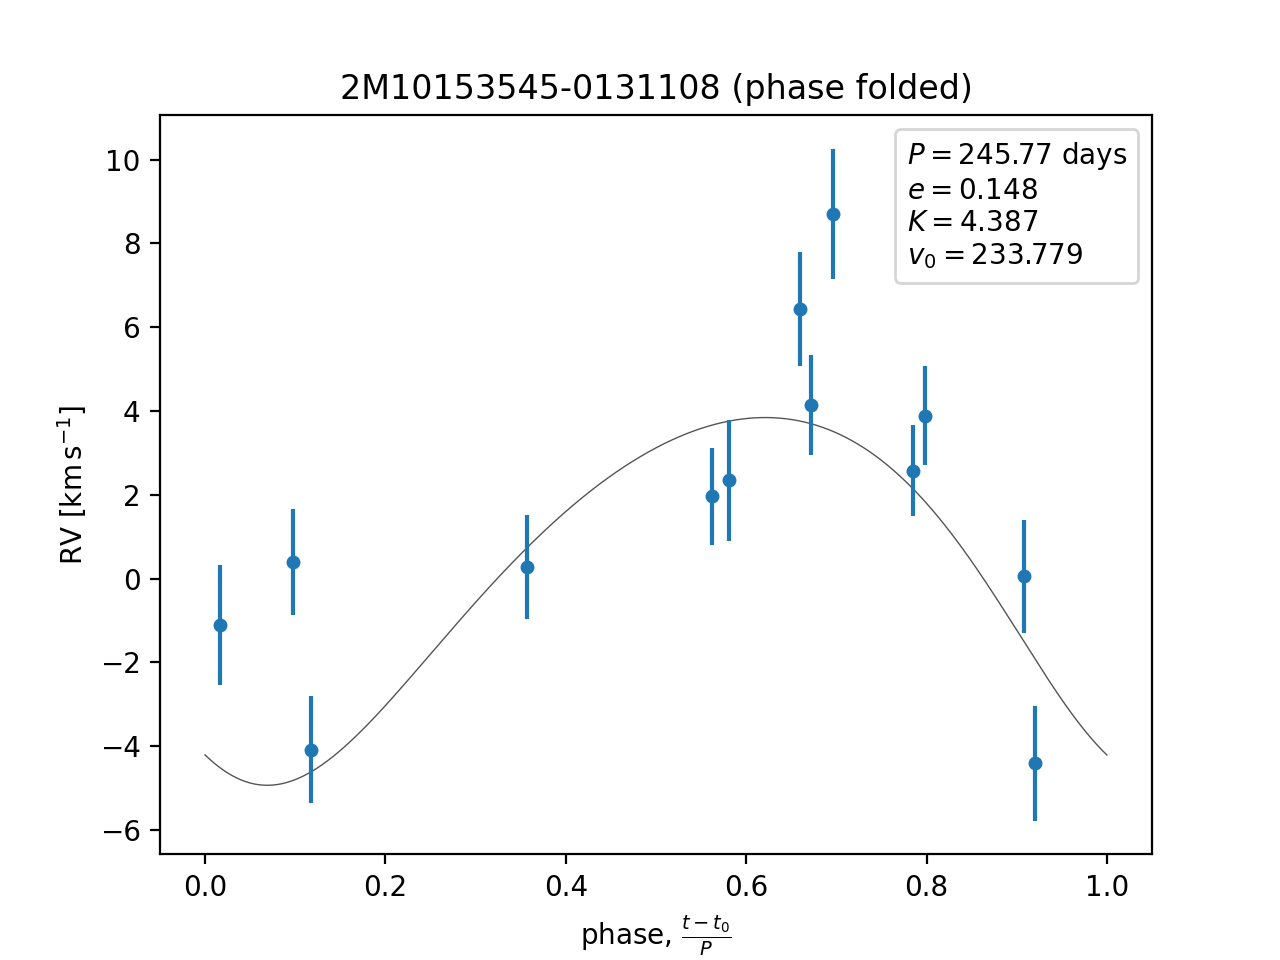 2M10153545-0131108 (phase folded)
P = 245.77 days
e = 0.148
K = 4.387
v₀ = 233.779
RV [km s⁻¹]
10
8
6
4
2
0
−2
−4
−6
0.0 0.2 0.4 0.6 0.8 1.0
phase, (t − t₀)/P